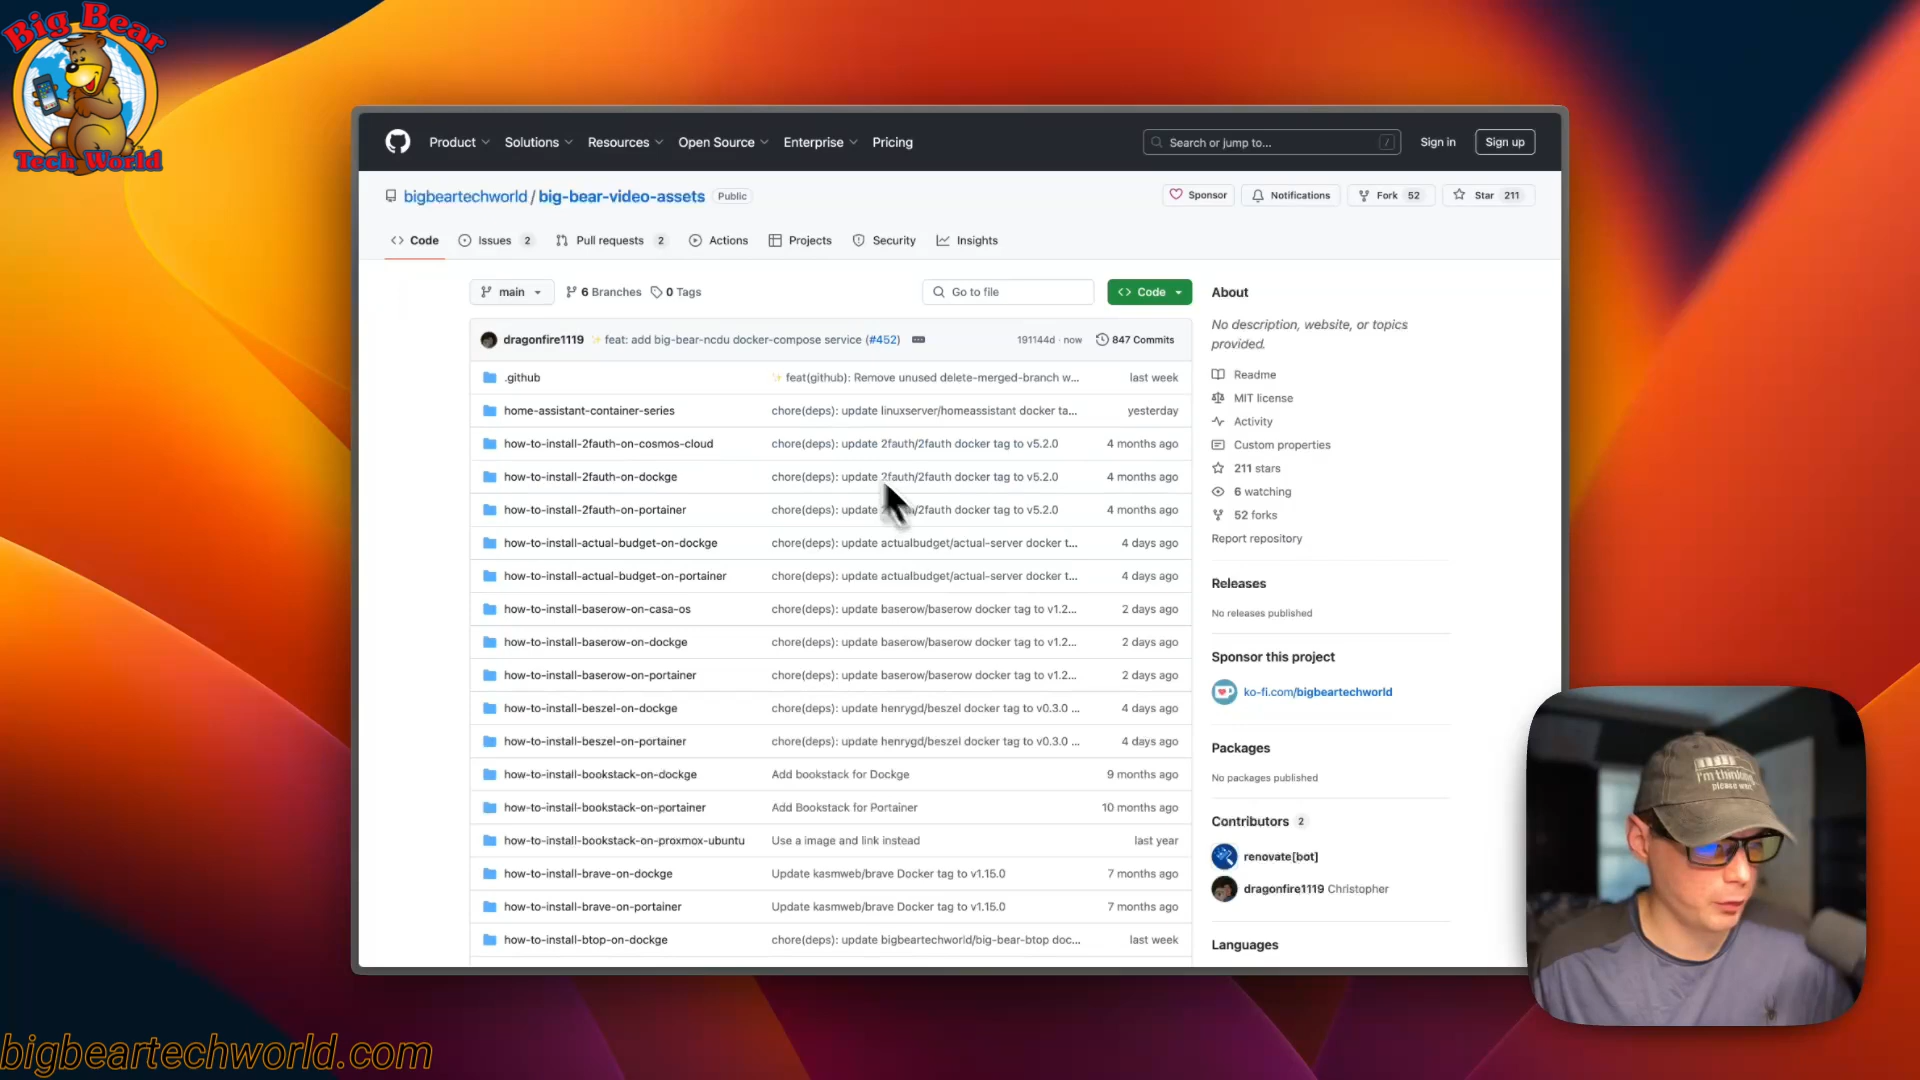 Big Bear
Tech World
Product
Solutions
Resources
Open Source
Enterprise
Pricing
Search or jump to...
/
Sign in
Sign up
bigbeartechworld / big-bear-video-assets
Public
Sponsor
Notifications
Fork 52
Star 211
Code
Issues 2
Pull requests 2
Actions
Projects
Security
Insights
main
6 Branches
0 Tags
Go to file
Code
dragonfire1119 ✨ feat: add big-bear-ncdu docker-compose service (#452)
191144d · now
847 Commits
.github
✨ feat(github): Remove unused delete-merged-branch w...
last week
home-assistant-container-series
chore(deps): update linuxserver/homeassistant docker ta...
yesterday
how-to-install-2fauth-on-cosmos-cloud
chore(deps): update 2fauth/2fauth docker tag to v5.2.0
4 months ago
how-to-install-2fauth-on-dockge
chore(deps): update 2fauth/2fauth docker tag to v5.2.0
4 months ago
how-to-install-2fauth-on-portainer
chore(deps): update /2fauth docker tag to v5.2.0
4 months ago
how-to-install-actual-budget-on-dockge
chore(deps): update actualbudget/actual-server docker t...
4 days ago
how-to-install-actual-budget-on-portainer
chore(deps): update actualbudget/actual-server docker t...
4 days ago
how-to-install-baserow-on-casa-os
chore(deps): update baserow/baserow docker tag to v1.2...
2 days ago
how-to-install-baserow-on-dockge
chore(deps): update baserow/baserow docker tag to v1.2...
2 days ago
how-to-install-baserow-on-portainer
chore(deps): update baserow/baserow docker tag to v1.2...
2 days ago
how-to-install-beszel-on-dockge
chore(deps): update henrygd/beszel docker tag to v0.3.0 ...
4 days ago
how-to-install-beszel-on-portainer
chore(deps): update henrygd/beszel docker tag to v0.3.0 ...
4 days ago
how-to-install-bookstack-on-dockge
Add bookstack for Dockge
9 months ago
how-to-install-bookstack-on-portainer
Add Bookstack for Portainer
10 months ago
how-to-install-bookstack-on-proxmox-ubuntu
Use a image and link instead
last year
how-to-install-brave-on-dockge
Update kasmweb/brave Docker tag to v1.15.0
7 months ago
how-to-install-brave-on-portainer
Update kasmweb/brave Docker tag to v1.15.0
7 months ago
how-to-install-btop-on-dockge
chore(deps): update bigbeartechworld/big-bear-btop doc...
last week
About
No description, website, or topics
provided.
Readme
MIT license
Activity
Custom properties
211 stars
6 watching
52 forks
Report repository
Releases
No releases published
Sponsor this project
ko-fi.com/bigbeartechworld
Packages
No packages published
Contributors 2
renovate[bot]
dragonfire1119 Christopher
Languages
i'm thinking
please wait
bigbeartechworld.com